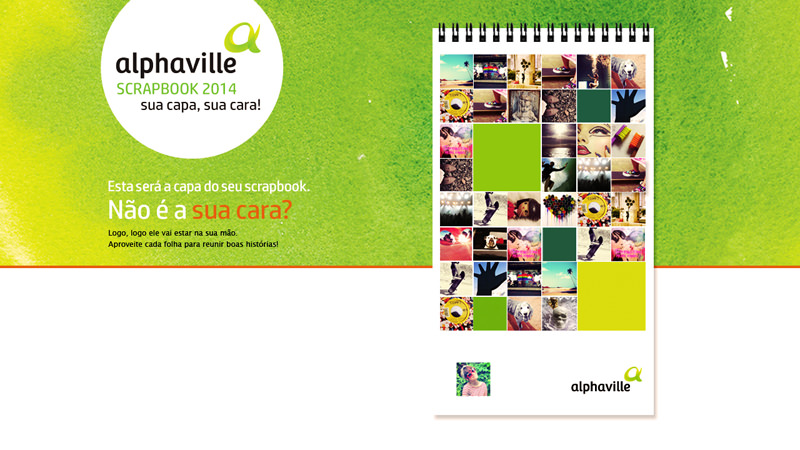 alphaville
SCRAPBOOK 2014
sua capa, sua cara!
Esta será a capa do seu scrapbook.
Não é a sua cara?
Logo, logo ele vai estar na sua mão.
Aproveite cada folha para reunir boas histórias!
alphaville